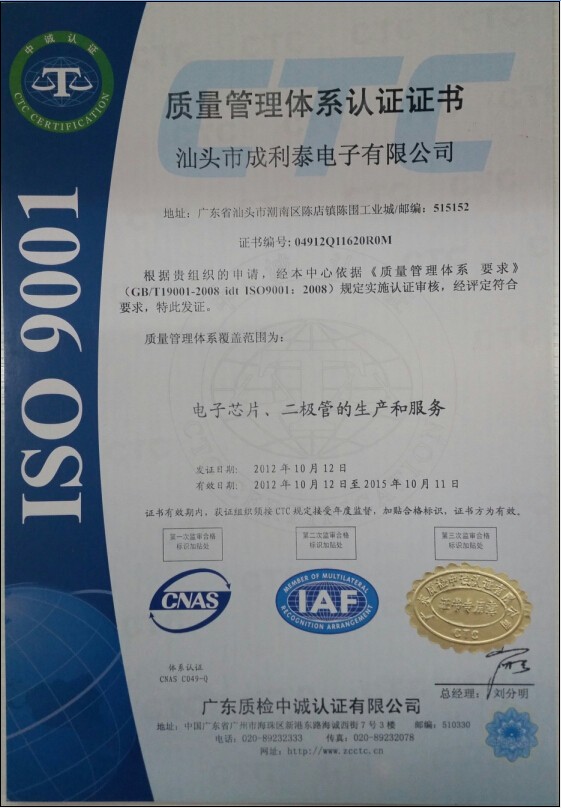 中诚认证
CTC CERTIFICATION
CTC
ISO 9001
质量管理体系认证证书
汕头市成利泰电子有限公司
地址：广东省汕头市潮南区陈店镇陈围工业城/邮编：515152
证书编号：04912Q11620R0M
根据贵组织的申请，经本中心依据《质量管理体系 要求》
（GB/T19001-2008 idt ISO9001：2008）规定实施认证审核，经评定符合
要求，特此发证。
质量管理体系覆盖范围为：
电子芯片、二极管的生产和服务
发证日期： 2012 年 10 月 12 日
有效日期： 2012 年 10 月 12 日至 2015 年 10 月 11 日
证书有效期内，获证组织须按 CTC 规定接受年度监督，加贴合格标识，证书方为有效。
第一次监审合格
标识加贴处
第二次监审合格
标识加贴处
第三次监审合格
标识加贴处
CNAS
MEMBER OF MULTILATERAL
IAF
RECOGNITION ARRANGEMENT
证书专用章
CTC
体系认证
CNAS C049-Q
总经理：刘分明
广东质检中诚认证有限公司
地址：中国广东省广州市海珠区新港东路海诚西街 7 号 3 楼 邮编：510330
电话：020-89232333 传真：020-89232078
网址：http://www.zcctc.cn